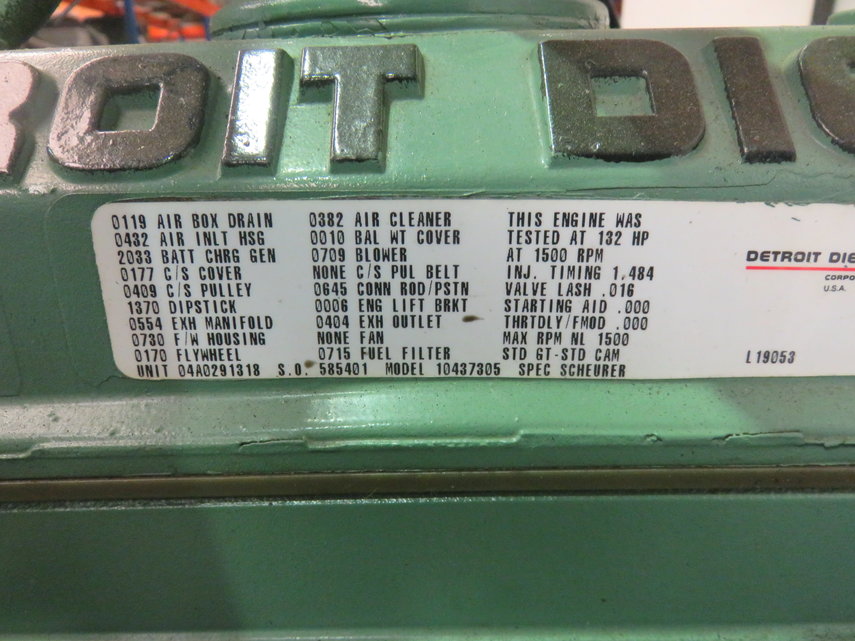 ROIT DIE
0119 AIR BOX DRAIN 0382 AIR CLEANER THIS ENGINE WAS
0432 AIR INLT HSG 0010 BAL WT COVER TESTED AT 132 HP
2033 BATT CHRG GEN 0709 BLOWER AT 1500 RPM
0177 C/S COVER NONE C/S PUL BELT INJ. TIMING 1.484
0409 C/S PULLEY 0645 CONN ROD/PSTN VALVE LASH .016
1370 DIPSTICK 0006 ENG LIFT BRKT STARTING AID .000
0554 EXH MANIFOLD 0404 EXH OUTLET THRTDLY/FMOD .000
0730 F/W HOUSING NONE FAN MAX RPM NL 1500
0170 FLYWHEEL 0715 FUEL FILTER STD GT-STD CAM
UNIT 04A0291318 S.O. 585401 MODEL 10437305 SPEC SCHEURER
DETROIT DIE
CORPO
U.S.A.
L19053